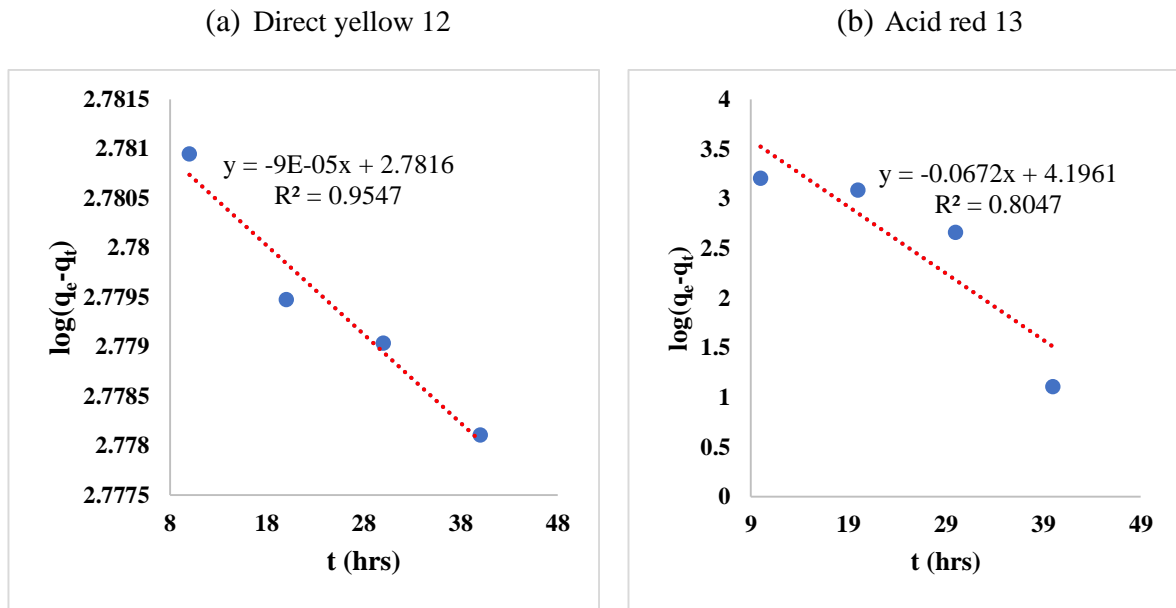 (a) Direct yellow 12
2.7815
2.781
2.7805
2.78
2.7795
2.779
2.7785
2.778
2.7775
log(qₑ-qₜ)
y = -9E-05x + 2.7816
R² = 0.9547
8 18 28 38 48
t (hrs)
(b) Acid red 13
4
3.5
3
2.5
2
1.5
1
0.5
0
log(qₑ-qₜ)
y = -0.0672x + 4.1961
R² = 0.8047
9 19 29 39 49
t (hrs)